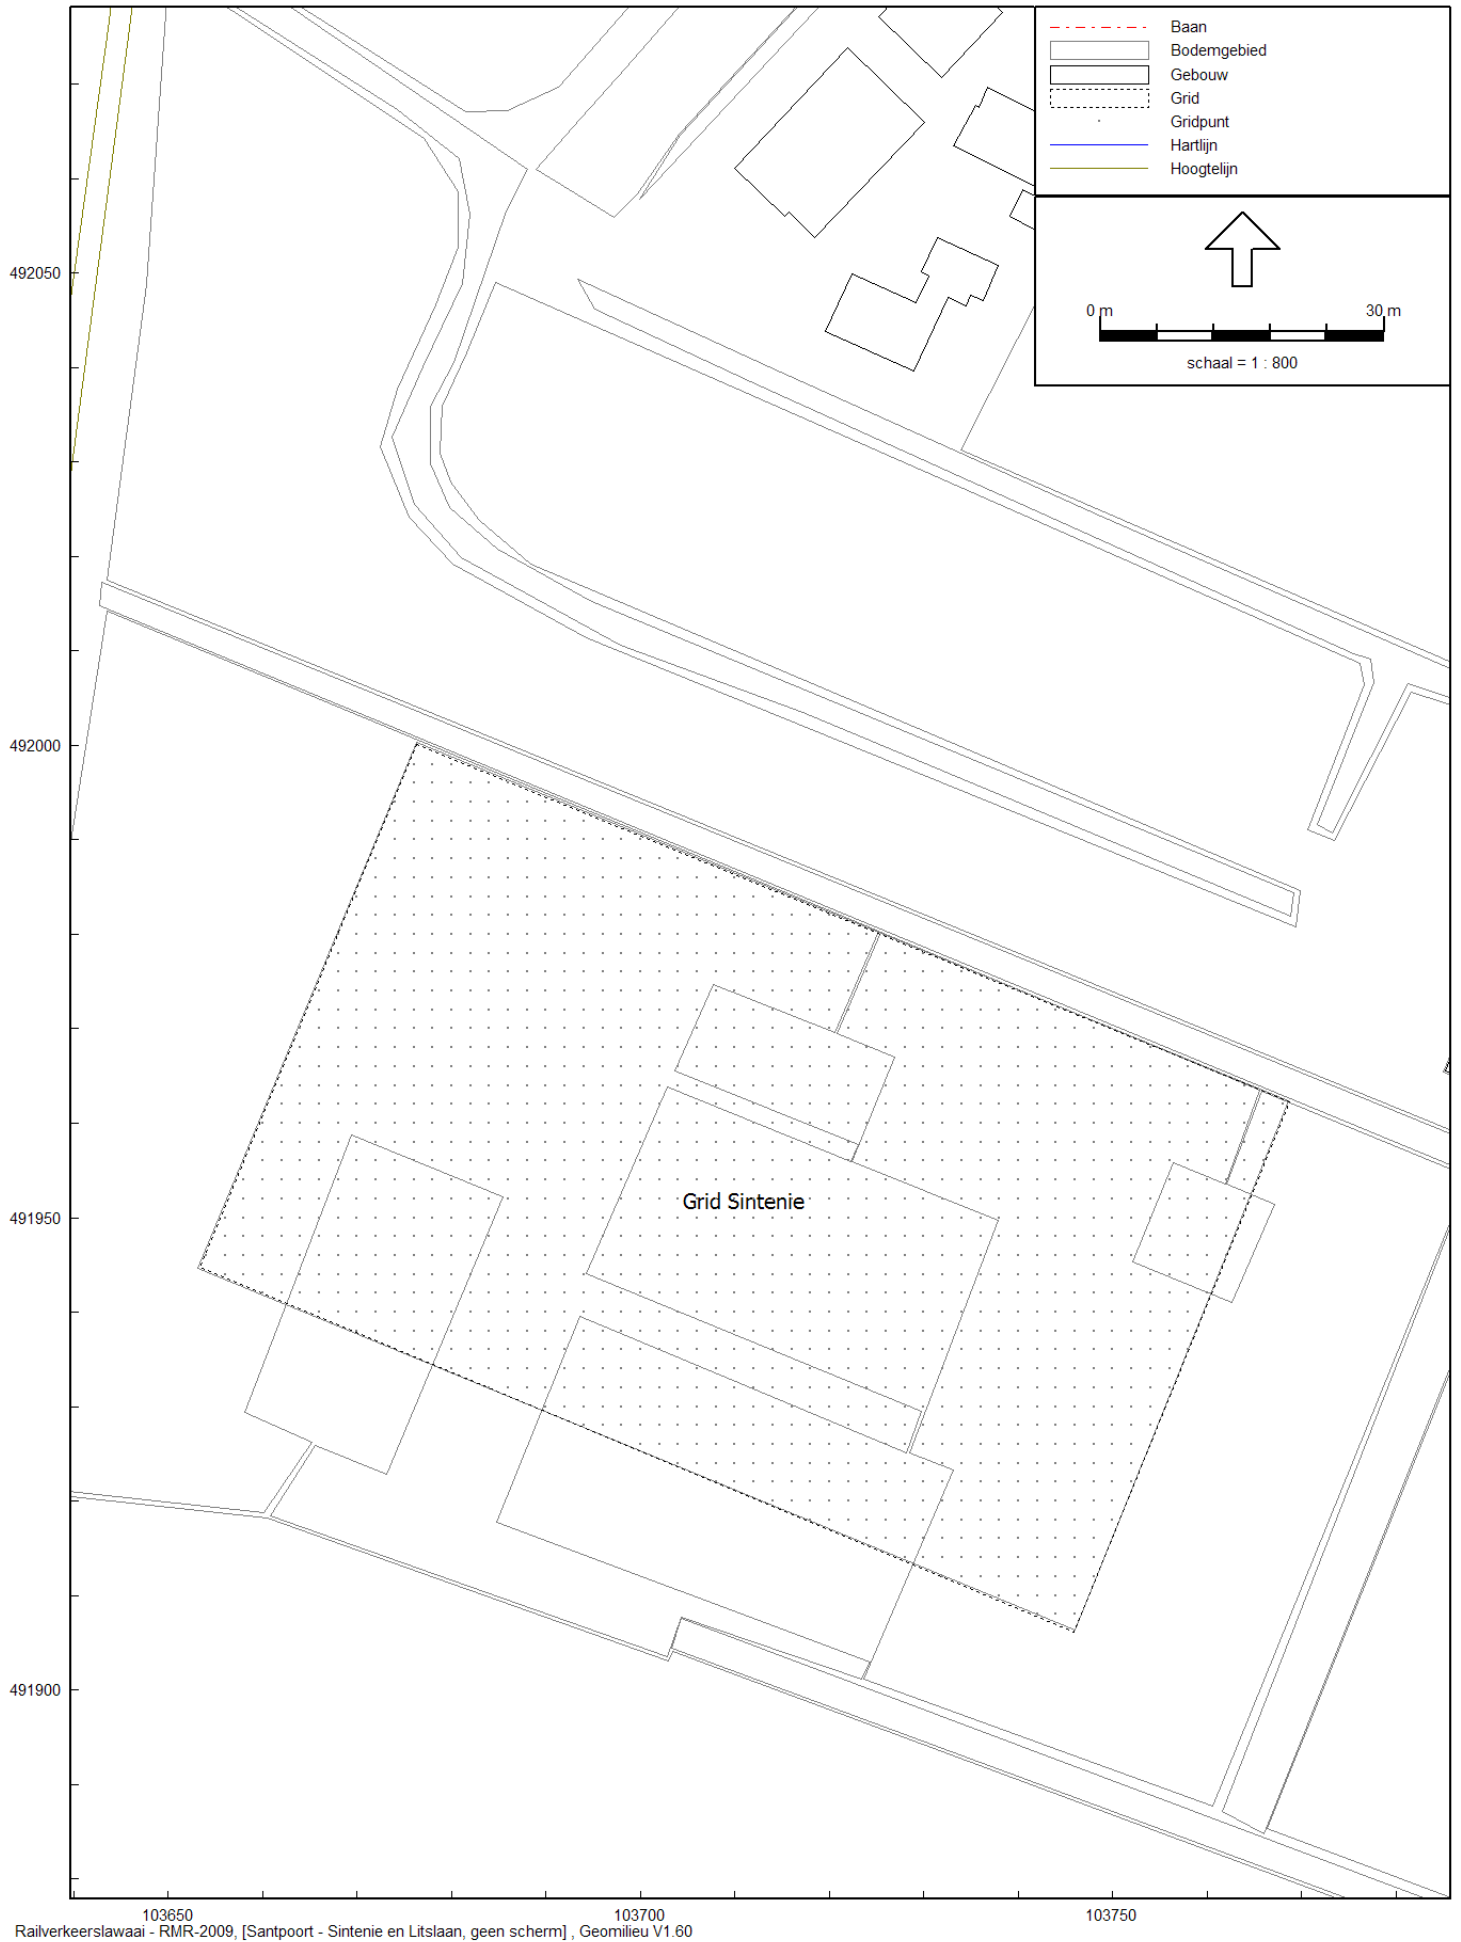 Baan
Bodemgebied
Gebouw
Grid
Gridpunt
Hartlijn
Hoogtelijn
0 m 30 m
schaal = 1 : 800
492050
492000
Grid Sintenie
491950
491900
103650 103700 103750
Railverkeerslawaai - RMR-2009, [Santpoort - Sintenie en Litslaan, geen scherm] , Geomilieu V1.60